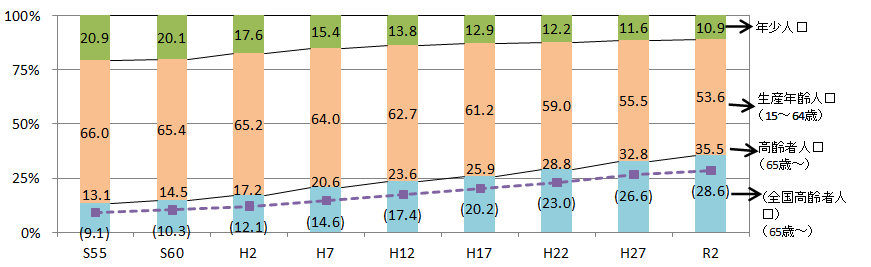 100%
75%
50%
25%
0%
20.9 20.1 17.6 15.4 13.8 12.9 12.2 11.6 10.9
66.0 65.4 65.2 64.0 62.7 61.2 59.0 55.5 53.6
13.1 14.5 17.2 20.6 23.6 25.9 28.8 32.8 35.5
(9.1) (10.3) (12.1) (14.6) (17.4) (20.2) (23.0) (26.6) (28.6)
S55 S60 H2 H7 H12 H17 H22 H27 R2
年少人口
生産年齢人口
(15～64歳)
高齢者人口
(65歳～)
(全国高齢者人
口)
(65歳～)